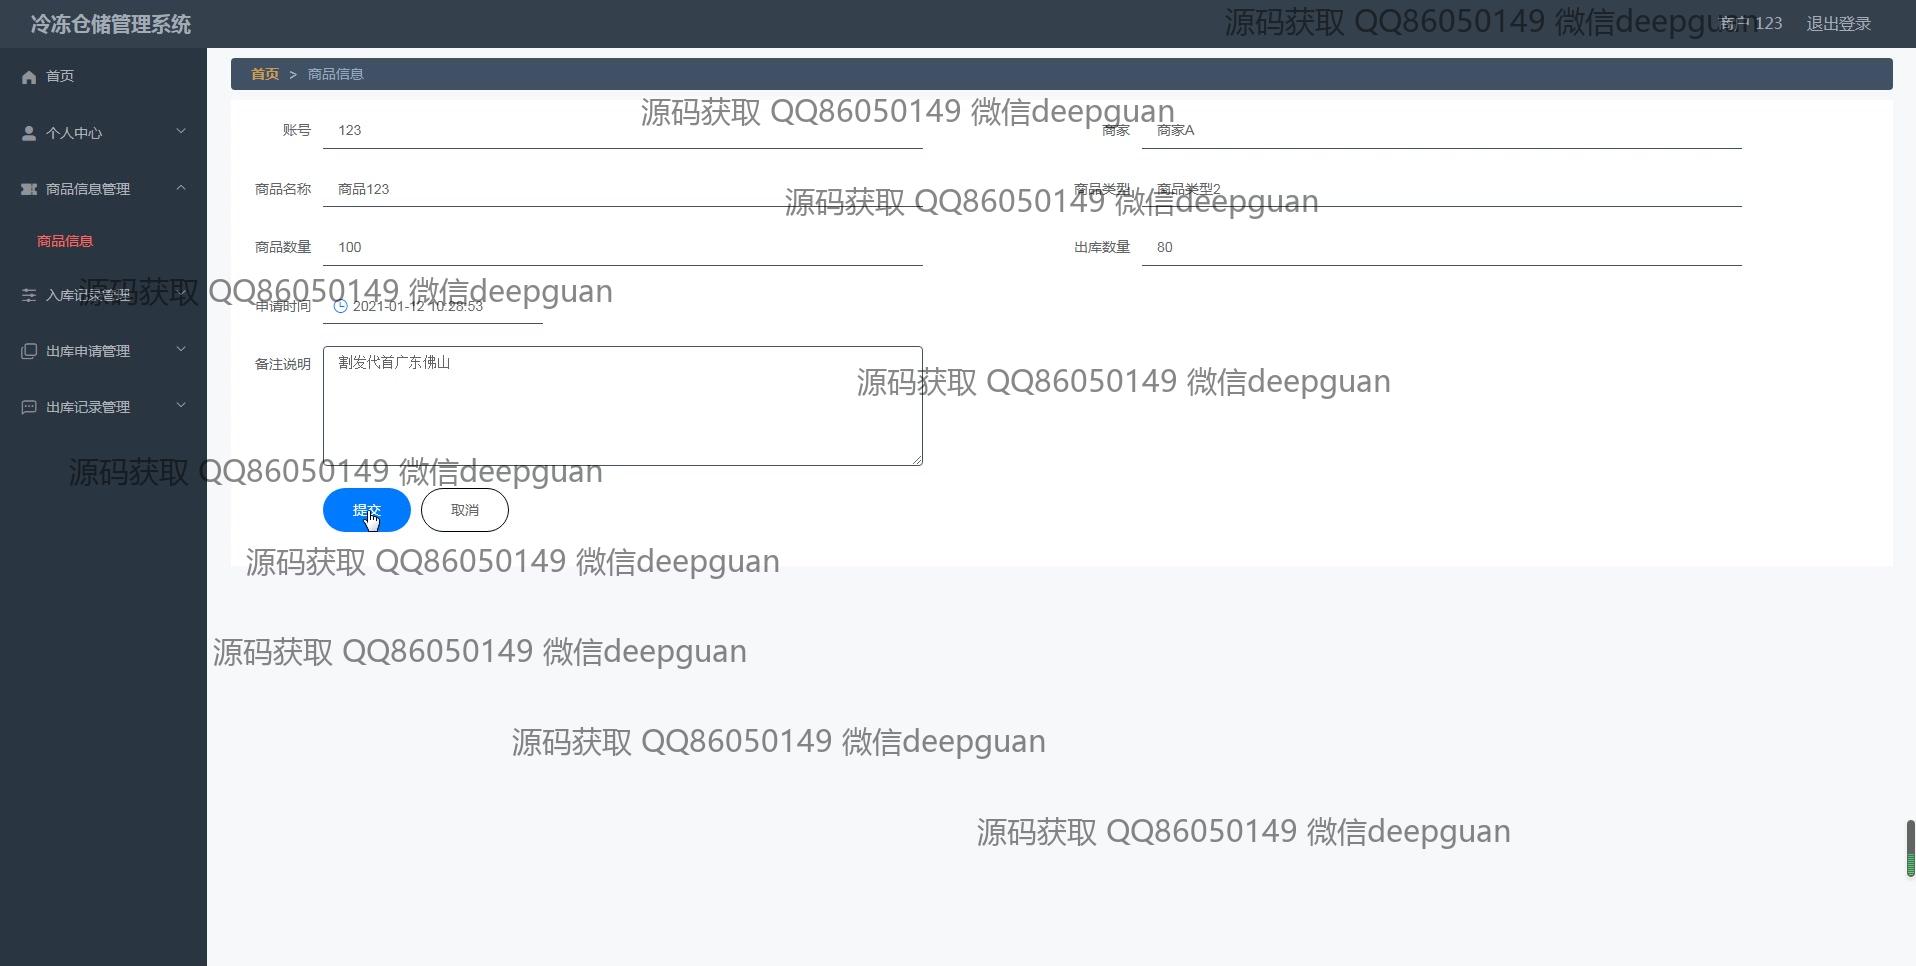 冷冻仓储管理系统
源码获取 QQ86050149 微信deepguan
商户 123
退出登录
首页
首页 > 商品信息
源码获取 QQ86050149 微信deepguan
个人中心
账号 123
商家 商家A
商品信息管理
商品名称 商品123
商品类型 商品类型2
源码获取 QQ86050149 微信deepguan
商品信息
商品数量 100
出库数量 80
入库记录管理
源码获取 QQ86050149 微信deepguan
申请时间 2021-01-12 10:28:53
出库申请管理
备注说明 割发代首广东佛山
源码获取 QQ86050149 微信deepguan
出库记录管理
源码获取 QQ86050149 微信deepguan
提交
取消
源码获取 QQ86050149 微信deepguan
源码获取 QQ86050149 微信deepguan
源码获取 QQ86050149 微信deepguan
源码获取 QQ86050149 微信deepguan